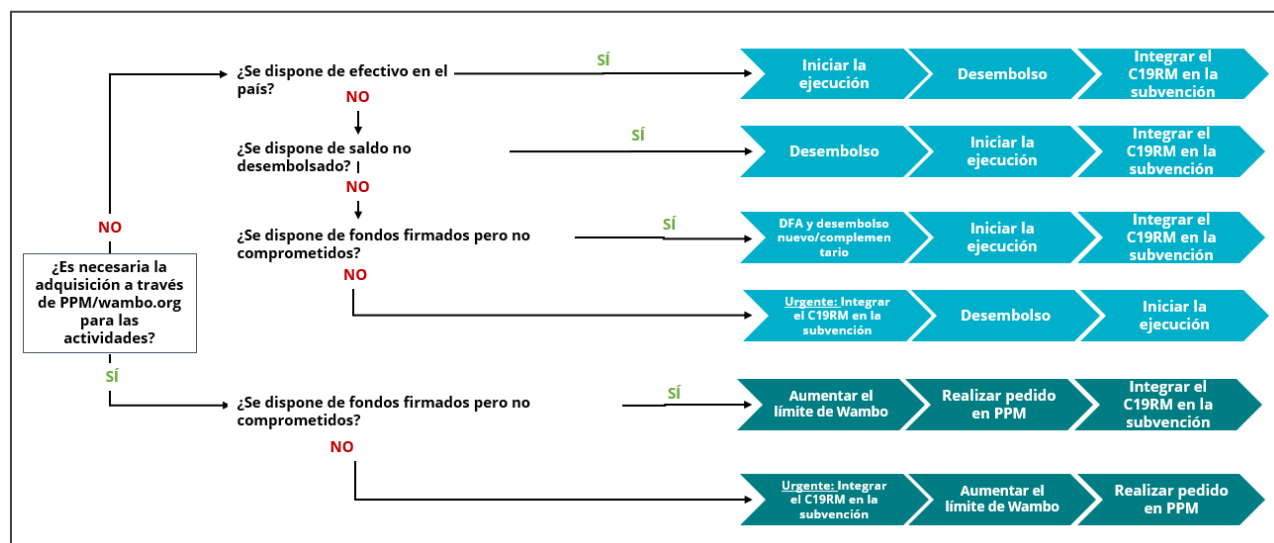 ¿Se dispone de efectivo en el
país?
SÍ
Iniciar la
ejecución
Desembolso
Integrar el
C19RM en la
subvención
NO
¿Se dispone de saldo no
desembolsado?
SÍ
Desembolso
Iniciar la
ejecución
Integrar el
C19RM en la
subvención
NO
¿Se dispone de fondos firmados pero no
comprometidos?
SÍ
DFA y desembolso
nuevo/complemen
tario
Iniciar la
ejecución
Integrar el
C19RM en la
subvención
NO
Urgente: Integrar
el C19RM en la
subvención
Desembolso
Iniciar la
ejecución
NO
¿Es necesaria la
adquisición a través
de PPM/wambo.org
para las
actividades?
SÍ
¿Se dispone de fondos firmados pero no
comprometidos?
SÍ
Aumentar el
límite de Wambo
Realizar pedido
en PPM
Integrar el
C19RM en la
subvención
NO
Urgente: Integrar
el C19RM en la
subvención
Aumentar el
límite de Wambo
Realizar pedido
en PPM